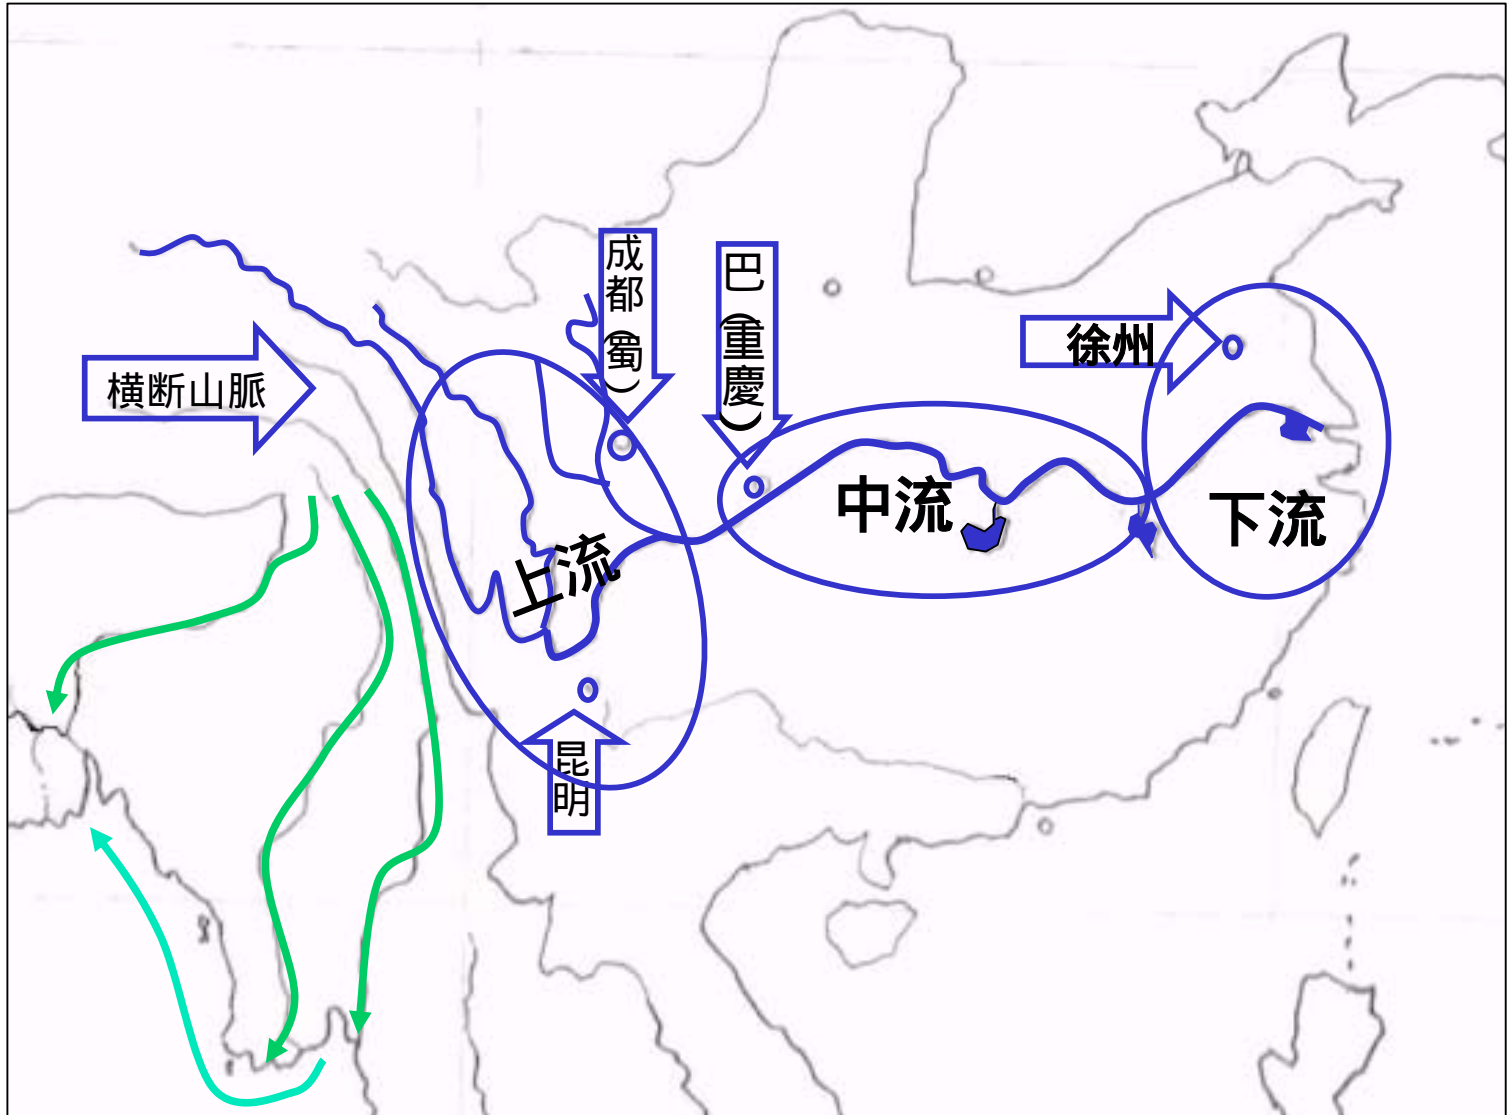 成都(蜀)
巴(重慶)
徐州
横断山脈
中流
下流
上流
昆明